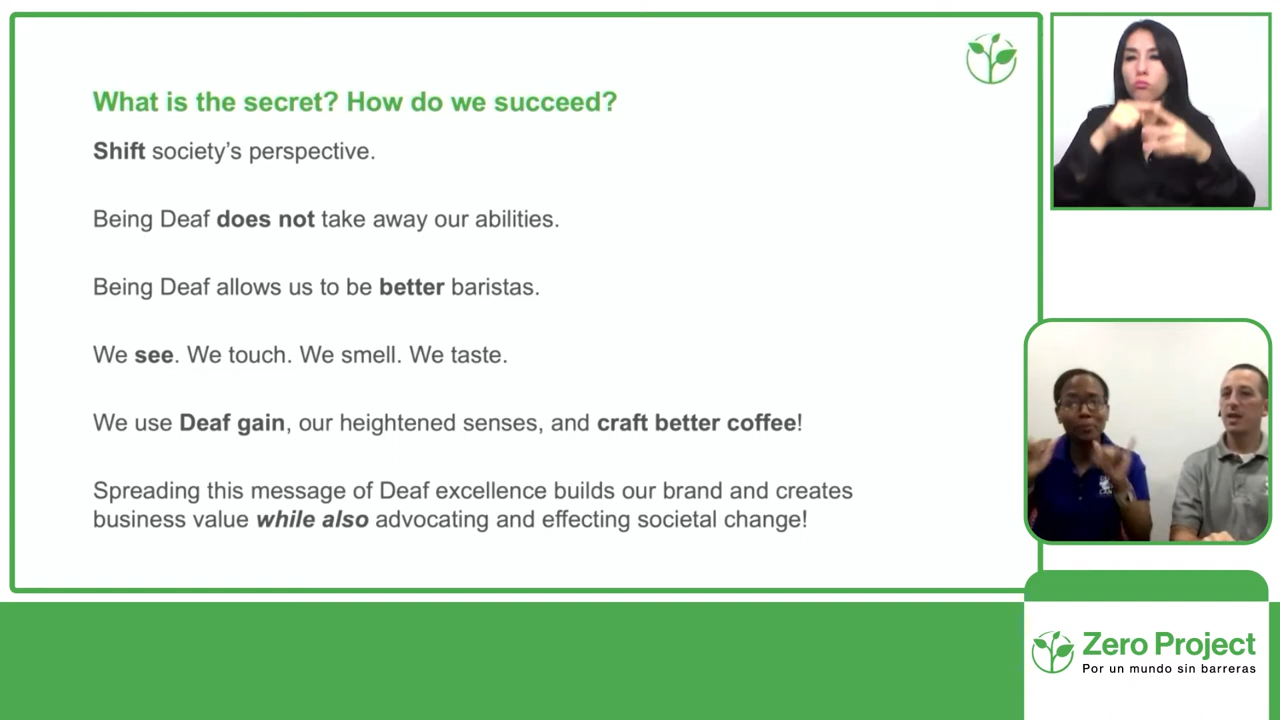 What is the secret? How do we succeed?
Shift society’s perspective.
Being Deaf does not take away our abilities.
Being Deaf allows us to be better baristas.
We see. We touch. We smell. We taste.
We use Deaf gain, our heightened senses, and craft better coffee!
Spreading this message of Deaf excellence builds our brand and creates
business value while also advocating and effecting societal change!
Zero Project
Por un mundo sin barreras